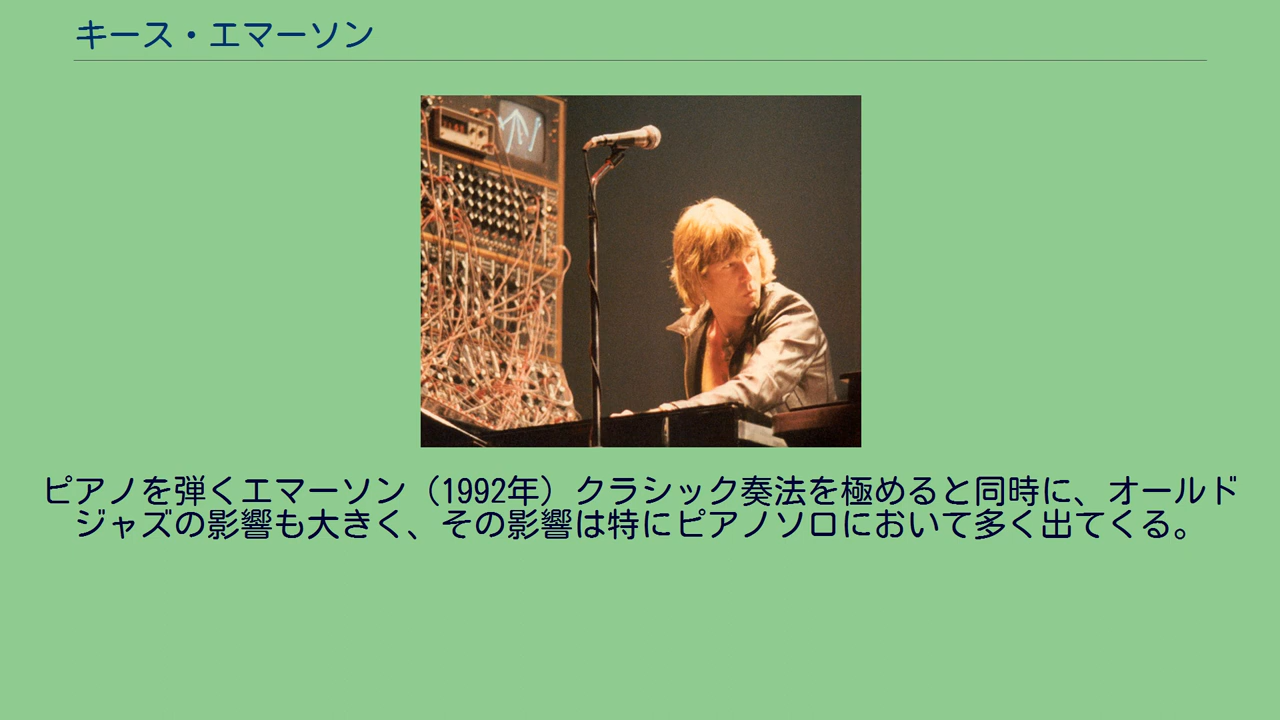 キース・エマーソン
ピアノを弾くエマーソン（1992年）クラシック奏法を極めると同時に、オールド
ジャズの影響も大きく、その影響は特にピアノソロにおいて多く出てくる。